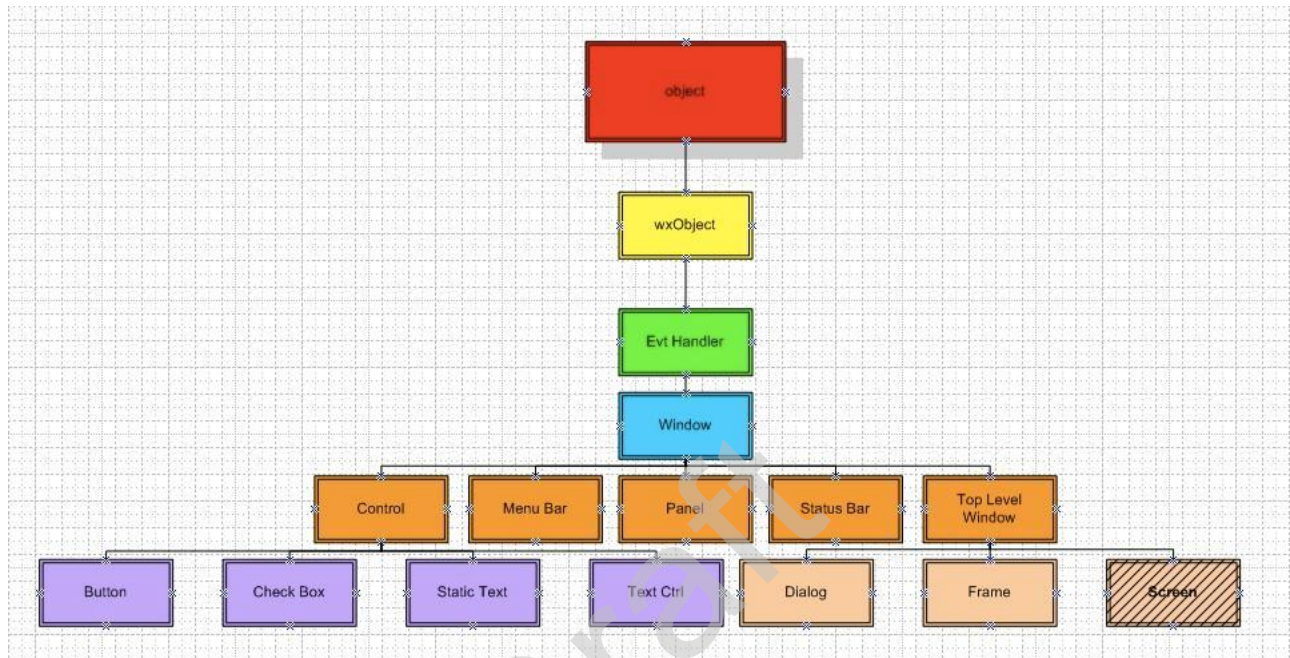 object
wxObject
Evt Handler
Window
Control
Menu Bar
Panel
Status Bar
Top Level
Window
Button
Check Box
Static Text
Text Ctrl
Dialog
Frame
Screen
raft